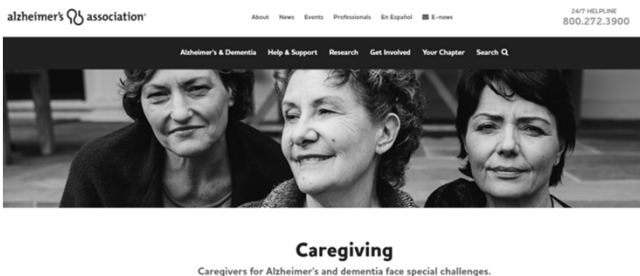 alzheimer's association®
About News Events Professionals En Español E-news
24/7 HELPLINE
800.272.3900
Alzheimer's & Dementia Help & Support Research Get Involved Your Chapter Search
Caregiving
Caregivers for Alzheimer's and dementia face special challenges.